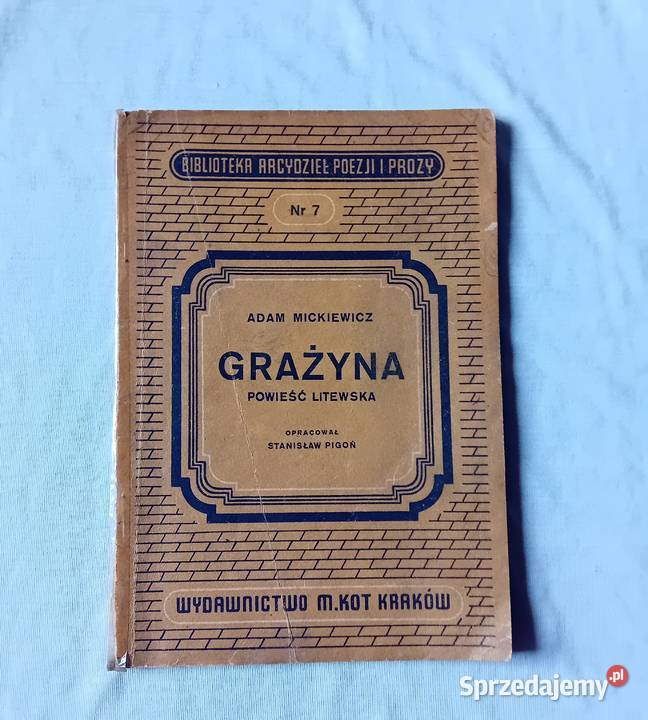 BIBLIOTEKA ARCYDZIEŁ POEZJI I PROZY
Nr 7
ADAM MICKIEWICZ
GRAŻYNA
POWIEŚĆ LITEWSKA
OPRACOWAŁ
STANISŁAW PIGOŃ
WYDAWNICTWO M.KOT KRAKÓW
Sprzedajemy.pl